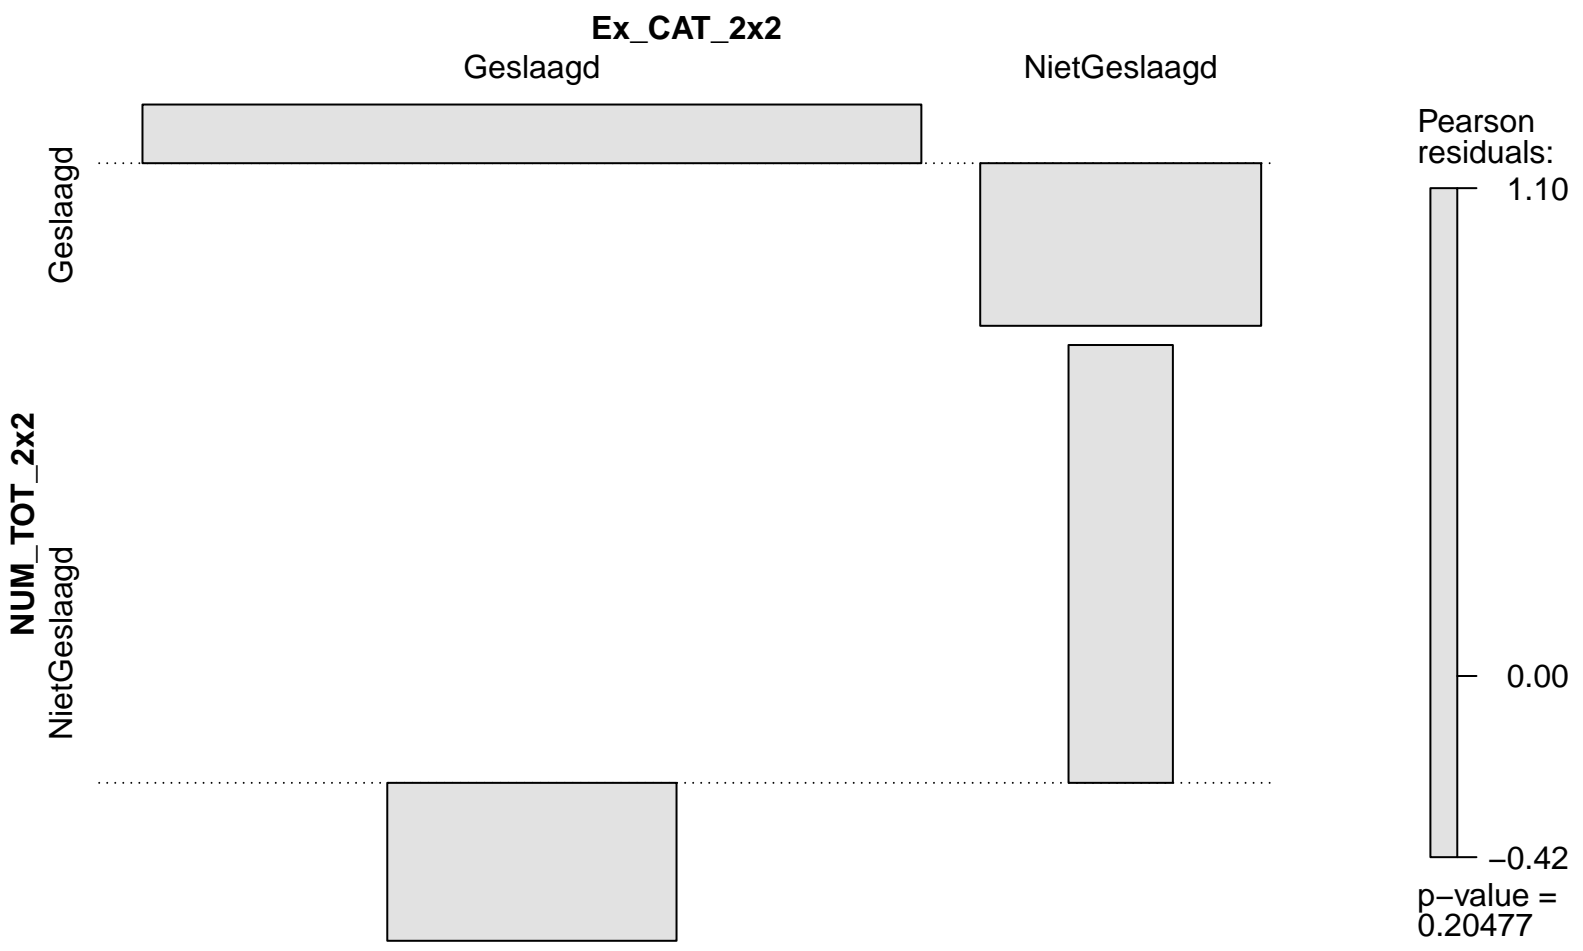 Ex_CAT_2x2
Geslaagd
NietGeslaagd
NUM_TOT_2x2
Geslaagd
NietGeslaagd
Pearson
residuals:
1.10
0.00
−0.42
p−value =
0.20477